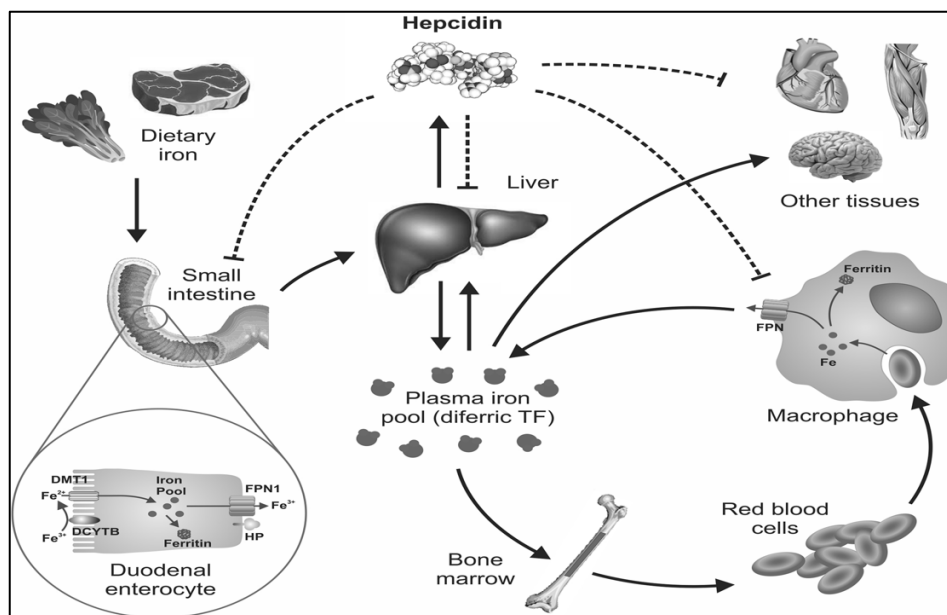 Hepcidin
Dietary
iron
Liver
Other tissues
Small
intestine
Ferritin
FPN
Fe
Macrophage
Plasma iron
pool (diferric TF)
DMT1
Fe2+
Iron
Pool
FPN1
Fe3+
DCYTB
Fe3+
Ferritin
HP
Duodenal
enterocyte
Bone
marrow
Red blood
cells